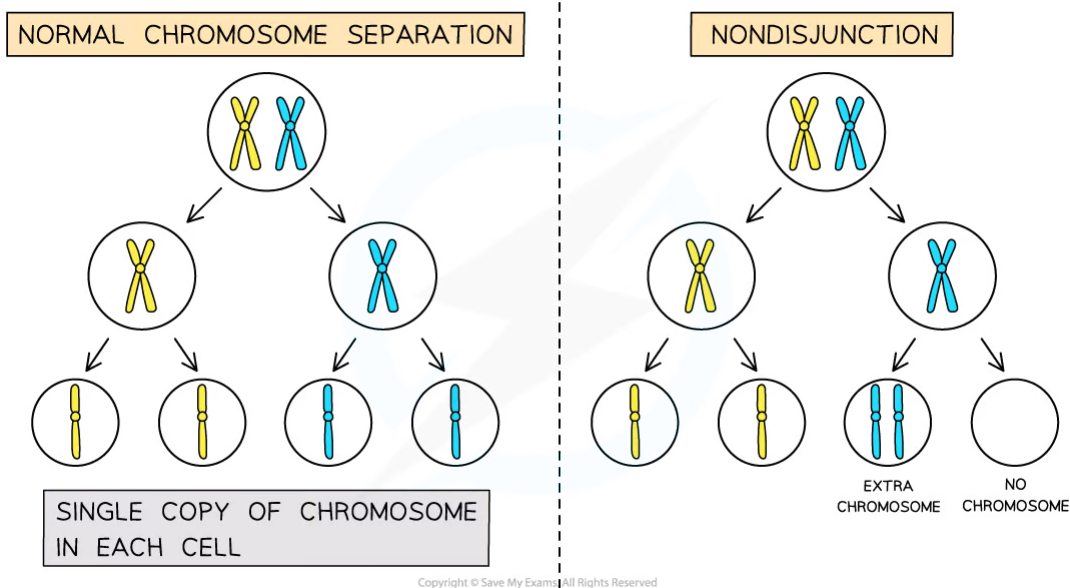 NORMAL CHROMOSOME SEPARATION
NONDISJUNCTION
EXTRA
CHROMOSOME
NO
CHROMOSOME
SINGLE COPY OF CHROMOSOME
IN EACH CELL
Copyright © Save My Exams. All Rights Reserved